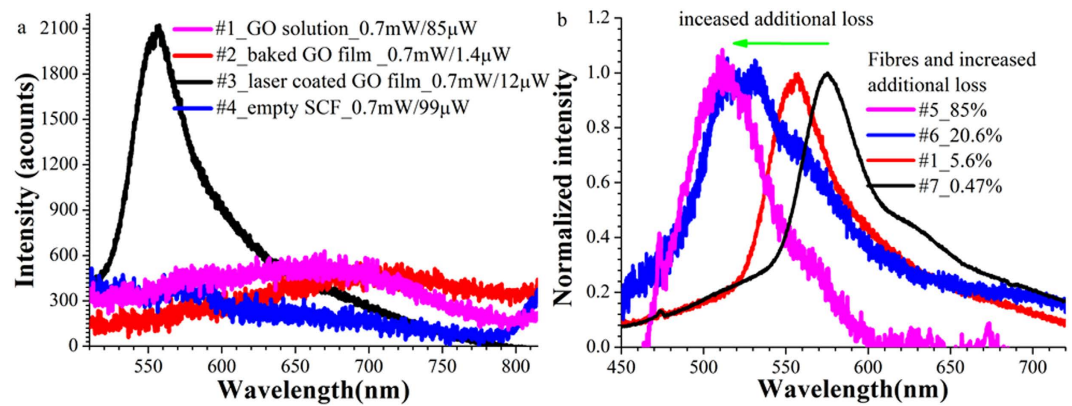 a
2100
1800
1500
1200
900
600
300
0
Intensity (acounts)
#1_GO solution_0.7mW/85μW
#2_baked GO film _0.7mW/1.4μW
#3_laser coated GO film_0.7mW/12μW
#4_empty SCF_0.7mW/99μW
550 600 650 700 750 800
Wavelength(nm)
b
inceased additional loss
1.2
1.0
0.8
0.6
0.4
0.2
0.0
Normalized intensity
Fibres and increased
additional loss
#5_85%
#6_20.6%
#1_5.6%
#7_0.47%
450 500 550 600 650 700
Wavelength(nm)